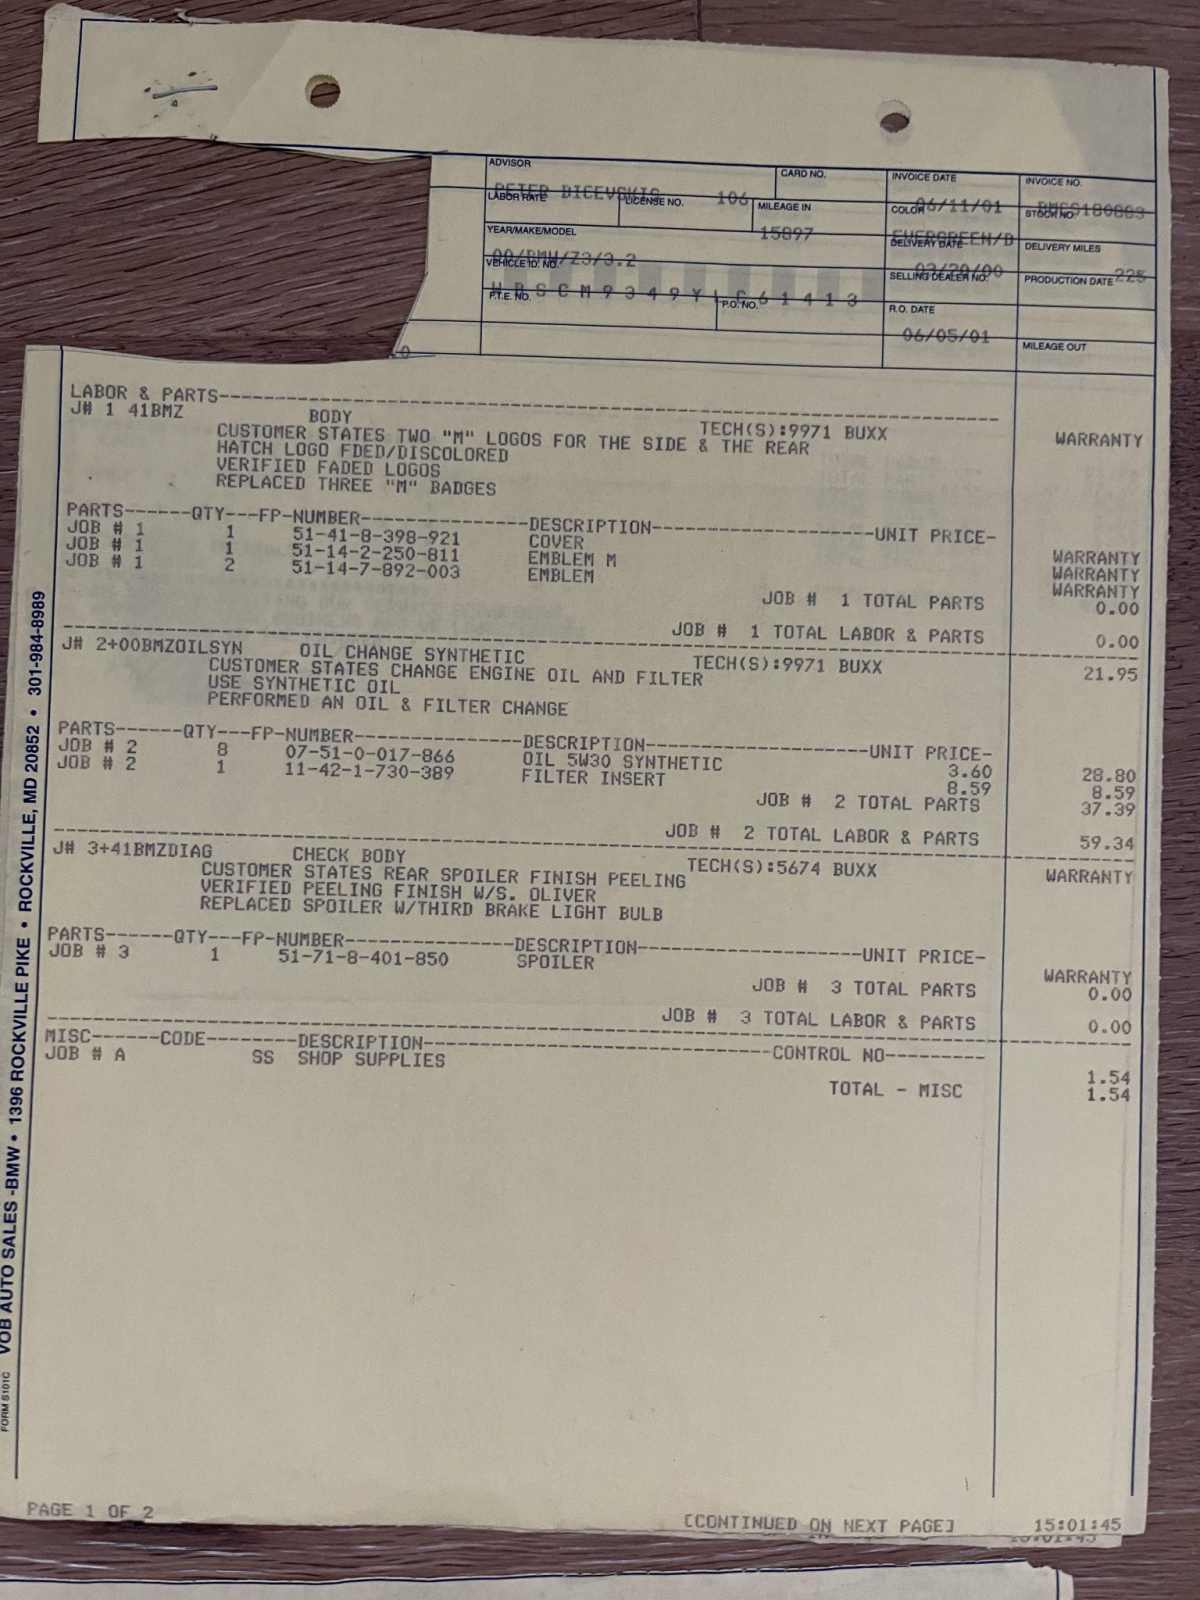 ADVISOR
PETER BICEVSKIS 106
CARD NO.
INVOICE DATE
06/11/01
INVOICE NO.
LABOR RATE
LICENSE NO.
MILEAGE IN
15897
COLOR
EVERGREEN/B
STOCK NO.
YEAR/MAKE/MODEL
00/BMW/Z3/3.2
DELIVERY DATE
03/20/00
DELIVERY MILES
225
VEHICLE ID. NO.
SELLING DEALER NO.
PRODUCTION DATE
F.T.E. NO.
P.O. NO.
R.O. DATE
06/05/01
MILEAGE OUT
LABOR & PARTS----------------------------------------
J# 1 41BMZ BODY TECH(S):9971 BUXX WARRANTY
CUSTOMER STATES TWO "M" LOGOS FOR THE SIDE & THE REAR
HATCH LOGO FDED/DISCOLORED
VERIFIED FADED LOGOS
REPLACED THREE "M" BADGES
PARTS------QTY---FP-NUMBER---------------DESCRIPTION--------------------UNIT PRICE-
JOB # 1 1 51-41-8-398-921 COVER WARRANTY
JOB # 1 1 51-14-2-250-811 EMBLEM M WARRANTY
JOB # 1 2 51-14-7-892-003 EMBLEM WARRANTY
JOB # 1 TOTAL PARTS 0.00
JOB # 1 TOTAL LABOR & PARTS 0.00
J# 2+00BMZOILSYN OIL CHANGE SYNTHETIC TECH(S):9971 BUXX 21.95
CUSTOMER STATES CHANGE ENGINE OIL AND FILTER
USE SYNTHETIC OIL
PERFORMED AN OIL & FILTER CHANGE
PARTS------QTY---FP-NUMBER---------------DESCRIPTION--------------------UNIT PRICE-
JOB # 2 8 07-51-0-017-866 OIL 5W30 SYNTHETIC 3.60 28.80
JOB # 2 1 11-42-1-730-389 FILTER INSERT 8.59 8.59
JOB # 2 TOTAL PARTS 37.39
JOB # 2 TOTAL LABOR & PARTS 59.34
J# 3+41BMZDIAG CHECK BODY TECH(S):5674 BUXX WARRANTY
CUSTOMER STATES REAR SPOILER FINISH PEELING
VERIFIED PEELING FINISH W/S. OLIVER
REPLACED SPOILER W/THIRD BRAKE LIGHT BULB
PARTS------QTY---FP-NUMBER---------------DESCRIPTION--------------------UNIT PRICE-
JOB # 3 1 51-71-8-401-850 SPOILER WARRANTY
JOB # 3 TOTAL PARTS 0.00
JOB # 3 TOTAL LABOR & PARTS 0.00
MISC------CODE--------DESCRIPTION------------------------------CONTROL NO---------
JOB # A SS SHOP SUPPLIES 1.54
TOTAL - MISC 1.54
PAGE 1 OF 2 [CONTINUED ON NEXT PAGE] 15:01:45
FORM S101C VOB AUTO SALES -BMW • 1396 ROCKVILLE PIKE • ROCKVILLE, MD 20852 • 301-984-8989